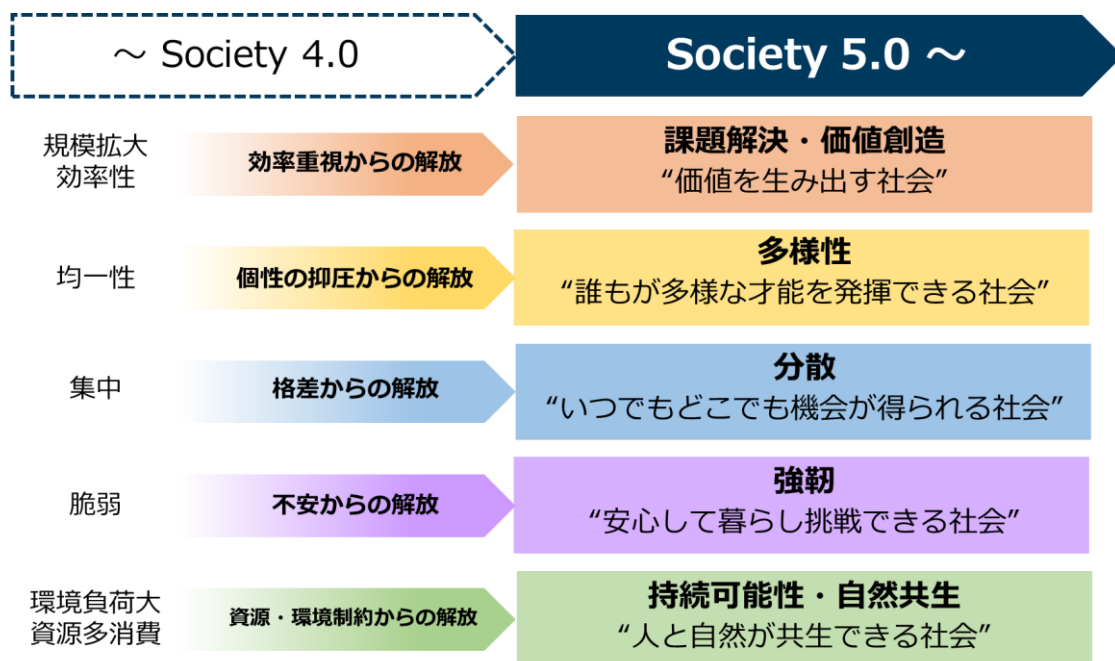 ～ Society 4.0
Society 5.0 ～
規模拡大
効率性
効率重視からの解放
課題解決・価値創造
“価値を生み出す社会”
均一性
個性の抑圧からの解放
多様性
“誰もが多様な才能を発揮できる社会”
集中
格差からの解放
分散
“いつでもどこでも機会が得られる社会”
脆弱
不安からの解放
強靭
“安心して暮らし挑戦できる社会”
環境負荷大
資源多消費
資源・環境制約からの解放
持続可能性・自然共生
“人と自然が共生できる社会”